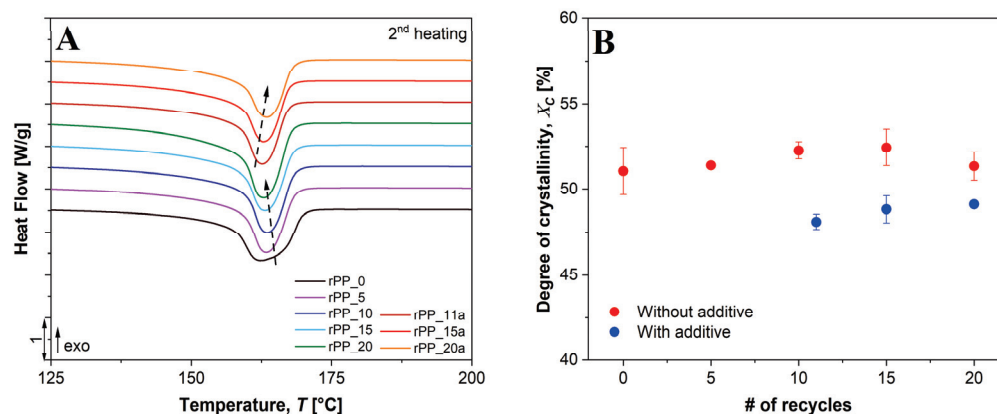 A
2nd heating
Heat Flow [W/g]
1
exo
rPP_0
rPP_5
rPP_10
rPP_15
rPP_20
rPP_11a
rPP_15a
rPP_20a
125
150
175
200
Temperature, T [°C]
B
60
55
50
45
40
Degree of crystallinity, Xc [%]
Without additive
With additive
0
5
10
15
20
# of recycles